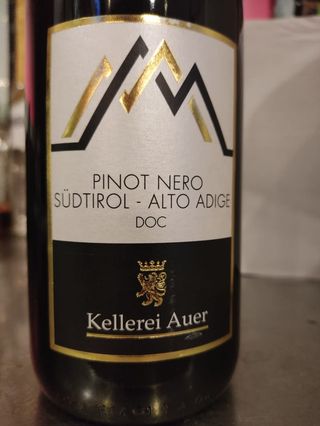 PINOT NERO
SÜDTIROL - ALTO ADIGE
DOC
Kellerei Auer